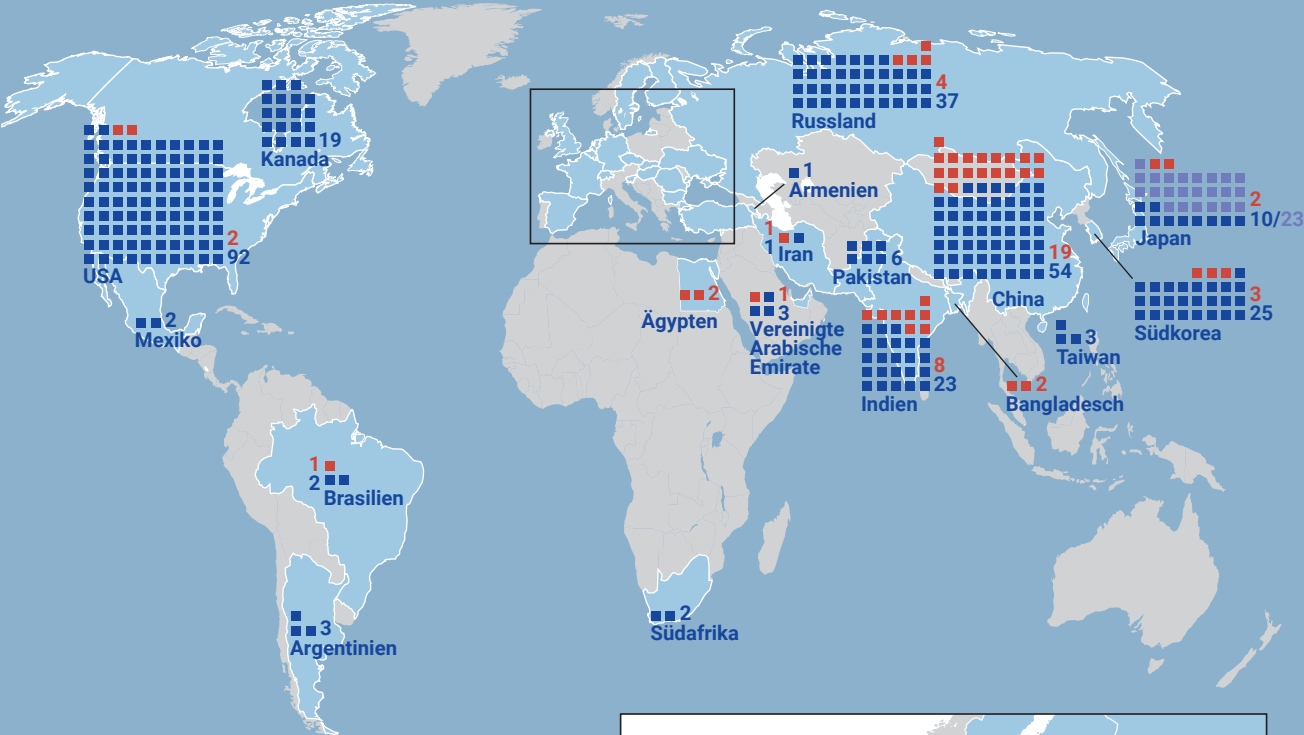 4
37
Russland
19
Kanada
1
Armenien
2
92
USA
2
10/23
Japan
1
1
Iran
6
Pakistan
19
54
China
2
Ägypten
1
3
Vereinigte
Arabische
Emirate
3
25
Südkorea
2
Mexiko
3
Taiwan
8
23
Indien
2
Bangladesch
1
2
Brasilien
2
Südafrika
3
Argentinien